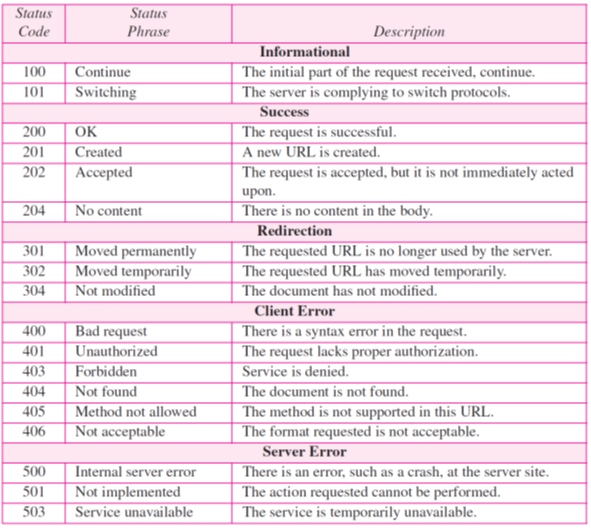 Status Status
Code Phrase Description
Informational
100 Continue The initial part of the request received, continue.
101 Switching The server is complying to switch protocols.
Success
200 OK The request is successful.
201 Created A new URL is created.
202 Accepted The request is accepted, but it is not immediately acted
upon.
204 No content There is no content in the body.
Redirection
301 Moved permanently The requested URL is no longer used by the server.
302 Moved temporarily The requested URL has moved temporarily.
304 Not modified The document has not modified.
Client Error
400 Bad request There is a syntax error in the request.
401 Unauthorized The request lacks proper authorization.
403 Forbidden Service is denied.
404 Not found The document is not found.
405 Method not allowed The method is not supported in this URL.
406 Not acceptable The format requested is not acceptable.
Server Error
500 Internal server error There is an error, such as a crash, at the server site.
501 Not implemented The action requested cannot be performed.
503 Service unavailable The service is temporarily unavailable.